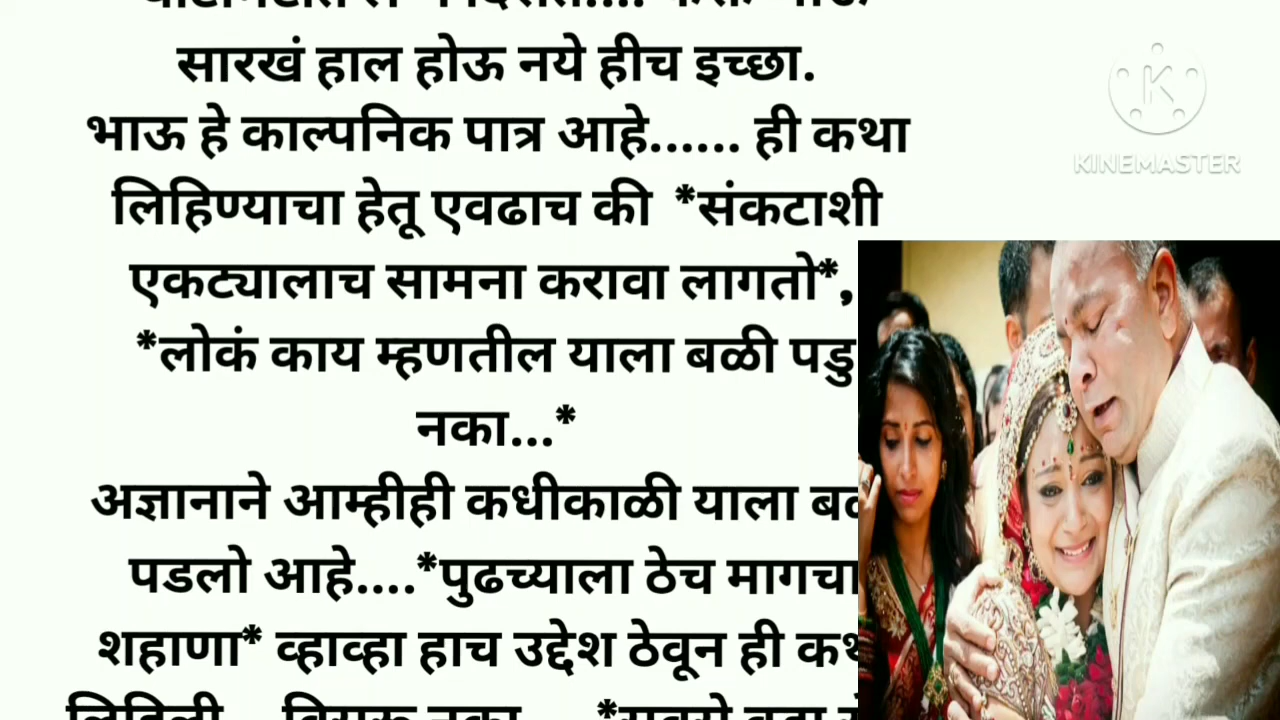 सारखं हाल होऊ नये हीच इच्छा.
भाऊ हे काल्पनिक पात्र आहे...... ही कथा
लिहिण्याचा हेतू एवढाच की *संकटाशी
एकट्यालाच सामना करावा लागतो*,
*लोकं काय म्हणतील याला बळी पडु
नका...*
अज्ञानाने आम्हीही कधीकाळी याला
पडलो आहे....*पुढच्याला ठेच मागचा
शहाणा* व्हाव्हा हाच उद्देश ठेवून ही
KINEMASTER